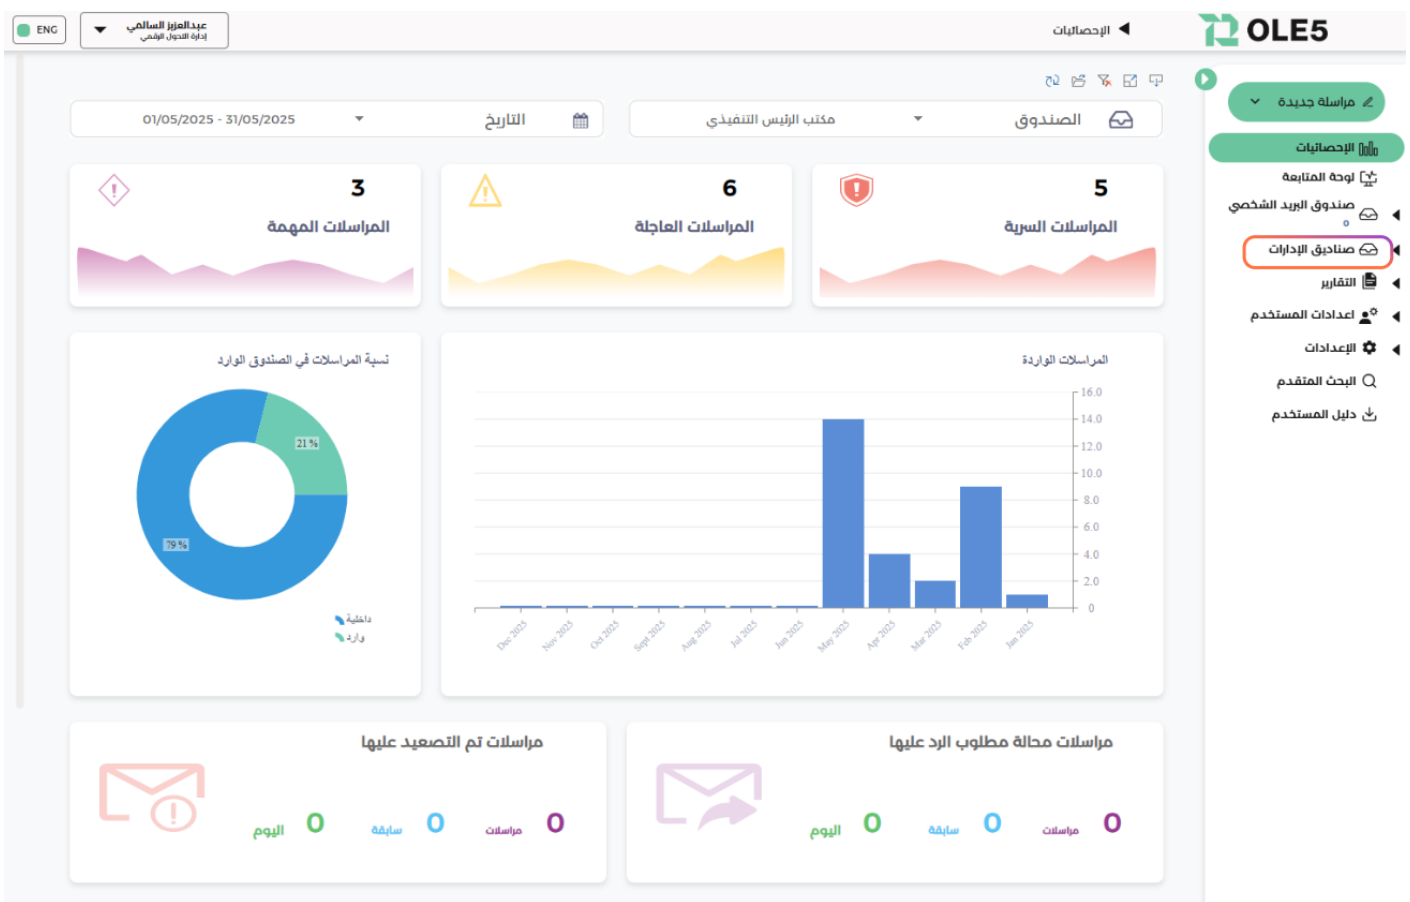 OLE5
الإحصائيات
عبدالعزيز السالمي
إدارة التحول الرقمي
ENG
مراسلة جديدة
الإحصائيات
لوحة المتابعة
صندوق البريد الشخصي
0
صناديق الإدارات
التقارير
اعدادات المستخدم
الإعدادات
البحث المتقدم
دليل المستخدم
الصندوق
مكتب الرئيس التنفيذي
التاريخ
01/05/2025 - 31/05/2025
5
المراسلات السرية
6
المراسلات العاجلة
3
المراسلات المهمة
المراسلات الواردة
16.0
14.0
12.0
10.0
8.0
6.0
4.0
2.0
0
Dec 2025
Nov 2025
Oct 2025
Sept 2025
Aug 2025
Jul 2025
Jun 2025
May 2025
Apr 2025
Mar 2025
Feb 2025
Jan 2025
نسبة المراسلات في الصندوق الوارد
21 %
79 %
داخلية
وارد
مراسلات محالة مطلوب الرد عليها
0 مراسلات 0 سابقة 0 اليوم
مراسلات تم التصعيد عليها
0 مراسلات 0 سابقة 0 اليوم